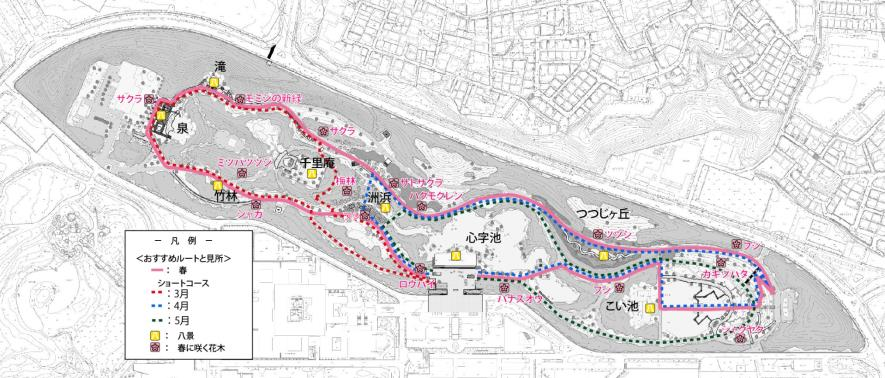 滝
サクラ
モミジの新緑
泉
サクラ
ミツバツツジ
千里庵
竹林
梅林
サトザクラ
ハクモクレン
シャガ
洲浜
つつじヶ丘
心字池
ツツジ
フジ
カキツバタ
ロウバイ
ハナズオウ
フジ
こい池
− 凡 例 −
<おすすめルートと見所>
： 春
ショートコース
：3月
：4月
：5月
： 八景
： 春に咲く花木